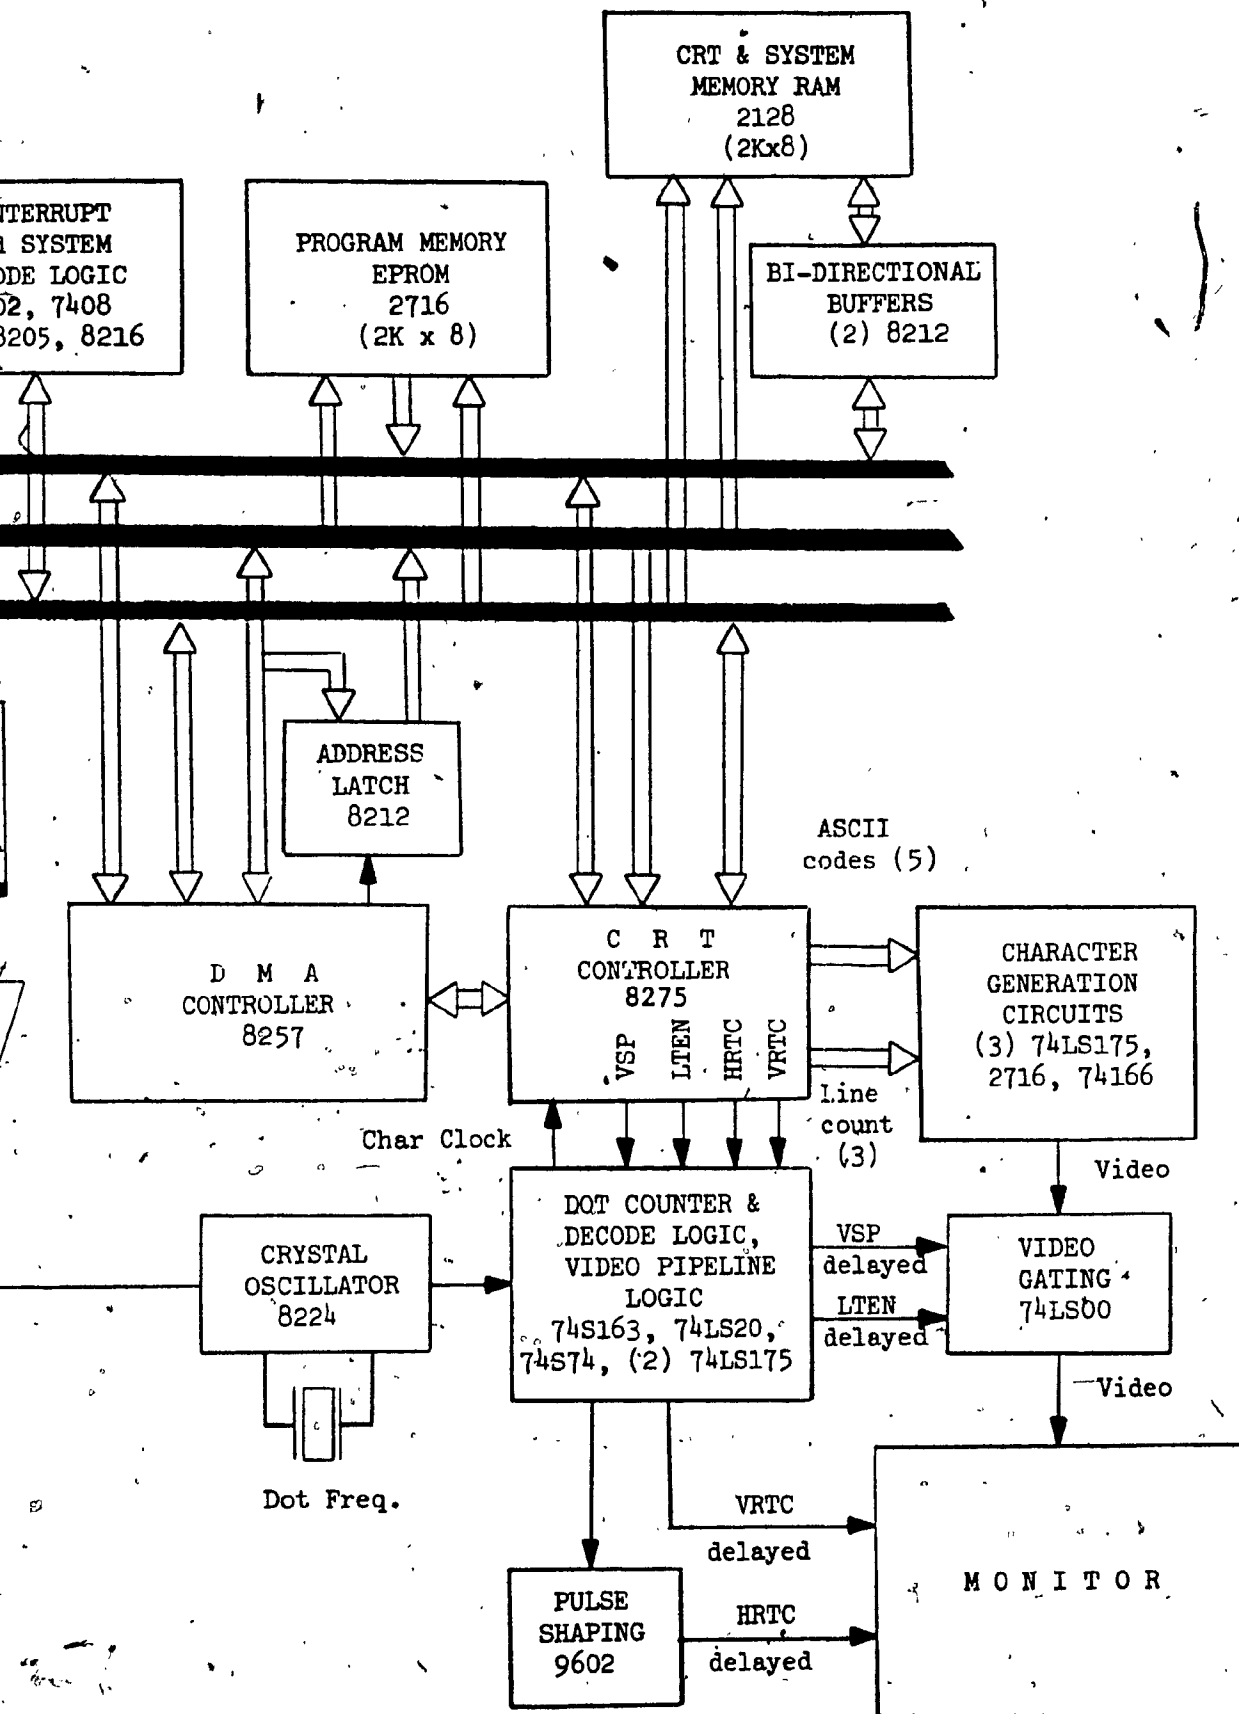 CRT & SYSTEM
MEMORY RAM
2128
(2Kx8)
NTERRUPT
SYSTEM
ODE LOGIC
02, 7408
8205, 8216
PROGRAM MEMORY
EPROM
2716
(2K x 8)
BI-DIRECTIONAL
BUFFERS
(2) 8212
ADDRESS
LATCH
8212
ASCII
codes (5)
D M A
CONTROLLER
8257
C R T
CONTROLLER
8275
VSP
LTEN
HRTC
VRTC
CHARACTER
GENERATION
CIRCUITS
(3) 74LS175,
2716, 74166
Line
count
(3)
Char Clock
Video
CRYSTAL
OSCILLATOR
8224
DOT COUNTER &
DECODE LOGIC,
VIDEO PIPELINE
LOGIC
74S163, 74LS20,
74S74, (2) 74LS175
VSP
delayed
LTEN
delayed
VIDEO
GATING
74LS00
Video
Dot Freq.
VRTC
delayed
PULSE
SHAPING
9602
HRTC
delayed
M O N I T O R